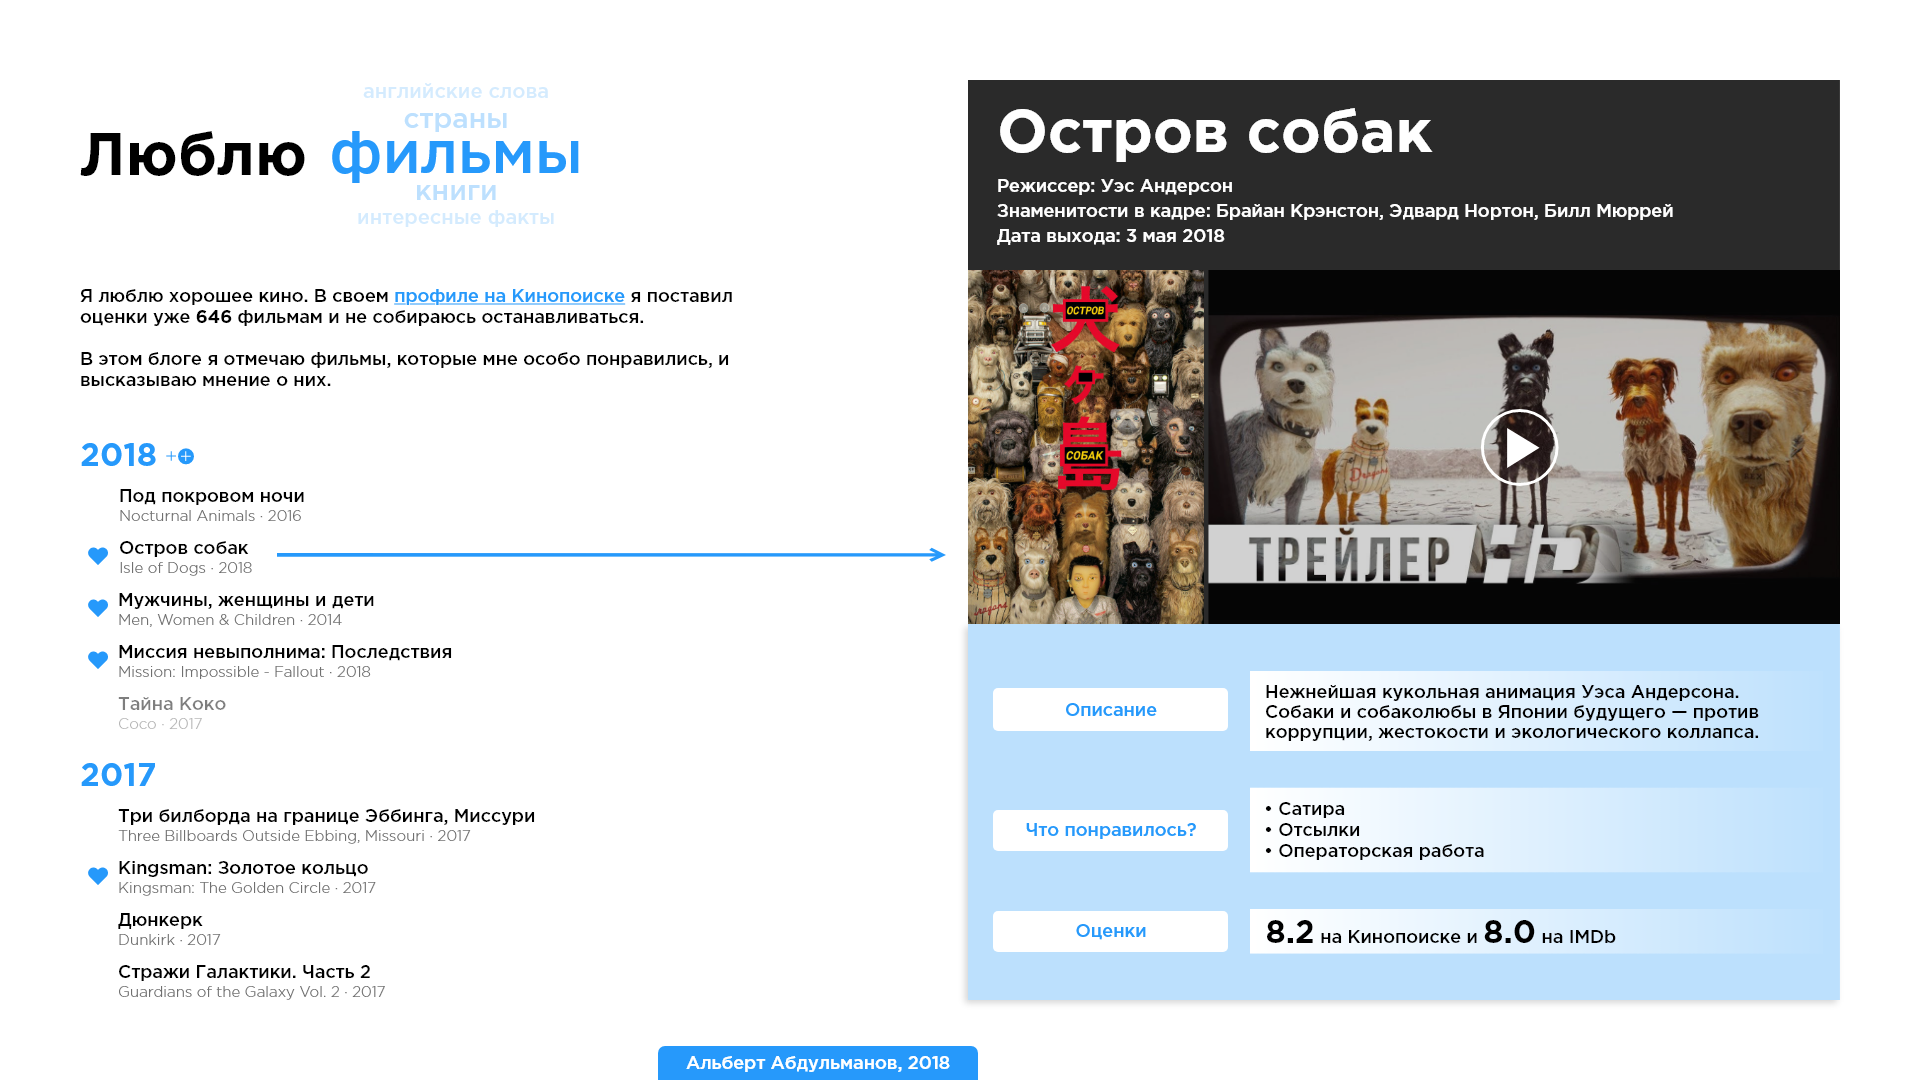 английские слова
страны
Люблю фильмы
книги
интересные факты
Я люблю хорошее кино. В своем профиле на Кинопоиске я поставил
оценки уже 646 фильмам и не собираюсь останавливаться.
В этом блоге я отмечаю фильмы, которые мне особо понравились, и
высказываю мнение о них.
2018 +
Под покровом ночи
Nocturnal Animals · 2016
Остров собак
Isle of Dogs · 2018
Мужчины, женщины и дети
Men, Women & Children · 2014
Миссия невыполнима: Последствия
Mission: Impossible - Fallout · 2018
Тайна Коко
Coco · 2017
2017
Три билборда на границе Эббинга, Миссури
Three Billboards Outside Ebbing, Missouri · 2017
Kingsman: Золотое кольцо
Kingsman: The Golden Circle · 2017
Дюнкерк
Dunkirk · 2017
Стражи Галактики. Часть 2
Guardians of the Galaxy Vol. 2 · 2017
Остров собак
Режиссер: Уэс Андерсон
Знаменитости в кадре: Брайан Крэнстон, Эдвард Нортон, Билл Мюррей
Дата выхода: 3 мая 2018
犬
ОСТРОВ
ケ
島
СОБАК
ТРЕЙЛЕР HD
Описание
Нежнейшая кукольная анимация Уэса Андерсона.
Собаки и собаколюбы в Японии будущего — против
коррупции, жестокости и экологического коллапса.
Что понравилось?
• Сатира
• Отсылки
• Операторская работа
Оценки
8.2 на Кинопоиске и 8.0 на IMDb
Альберт Абдульманов, 2018